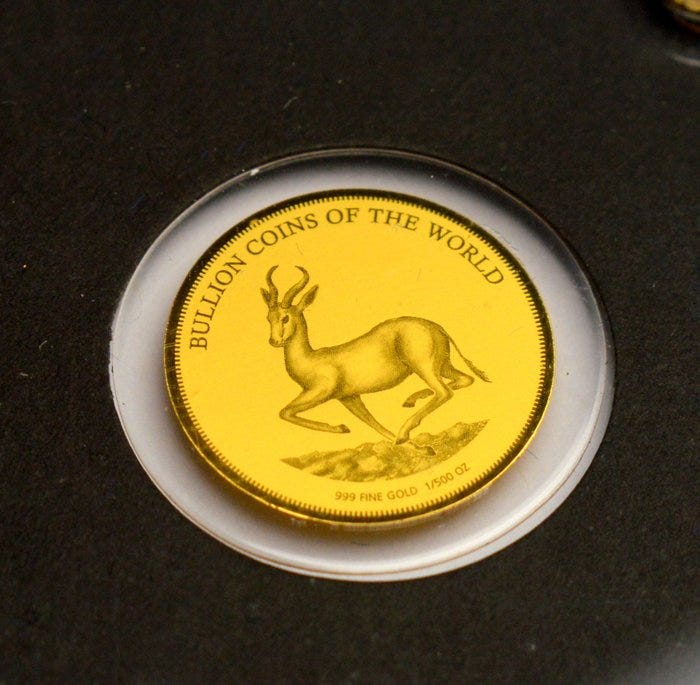 BULLION COINS OF THE WORLD
999 FINE GOLD 1/500 OZ